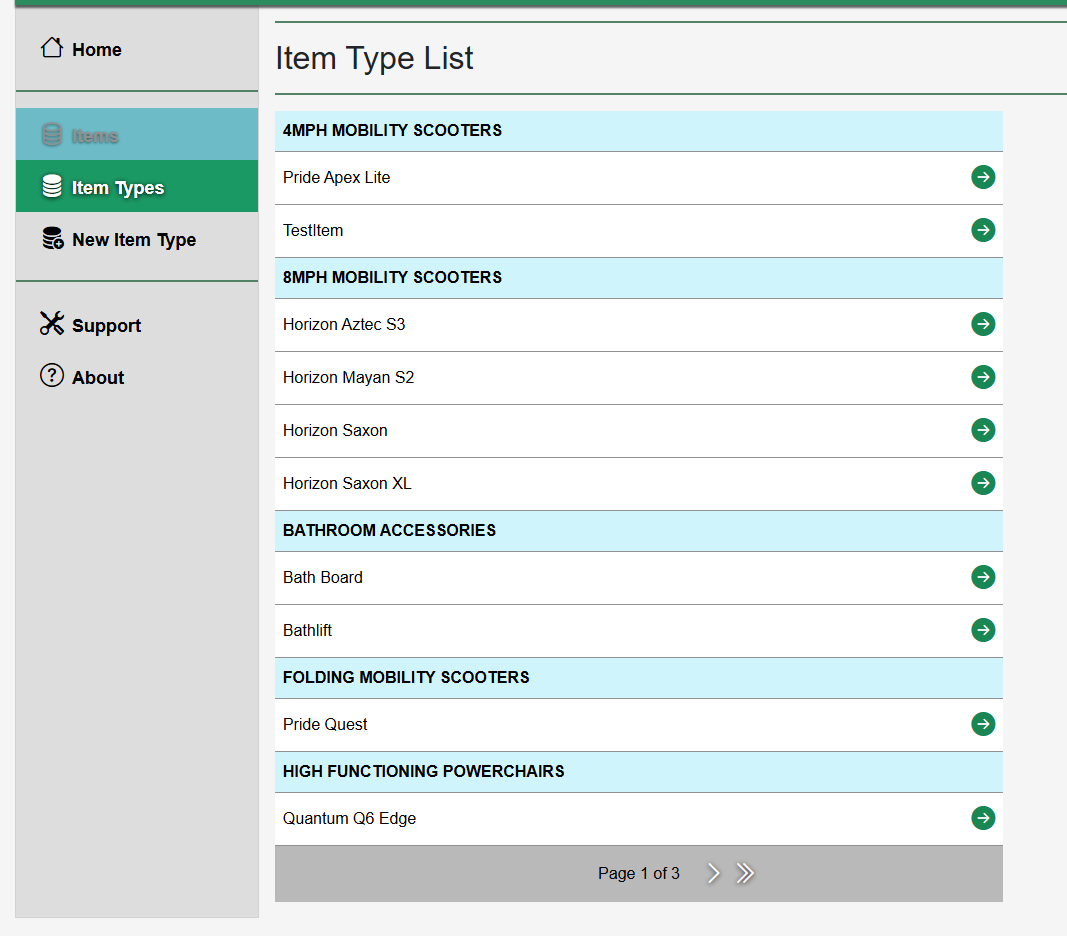 Home
Items
Item Types
New Item Type
Support
About
Item Type List
4MPH MOBILITY SCOOTERS
Pride Apex Lite
TestItem
8MPH MOBILITY SCOOTERS
Horizon Aztec S3
Horizon Mayan S2
Horizon Saxon
Horizon Saxon XL
BATHROOM ACCESSORIES
Bath Board
Bathlift
FOLDING MOBILITY SCOOTERS
Pride Quest
HIGH FUNCTIONING POWERCHAIRS
Quantum Q6 Edge
Page 1 of 3